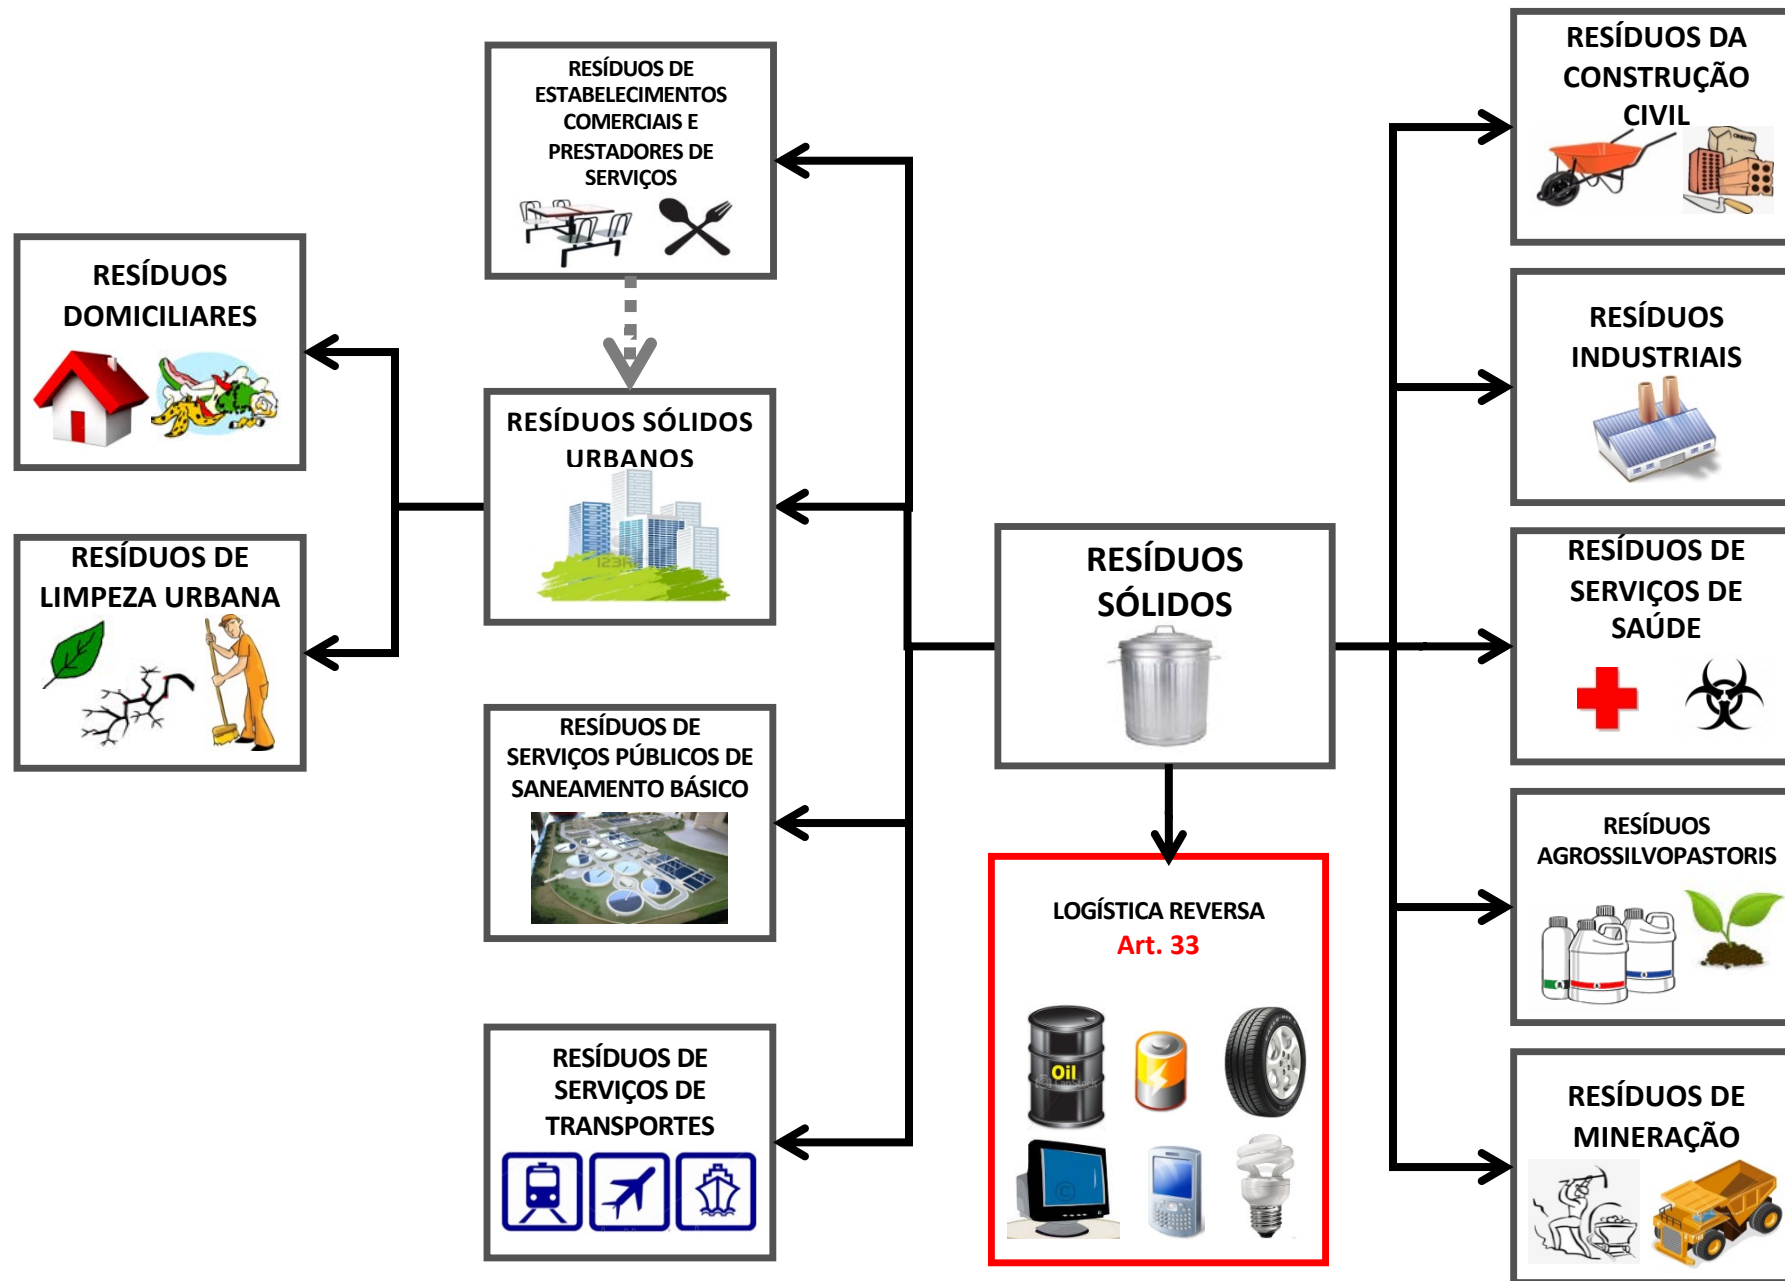 RESÍDUOS DE
ESTABELECIMENTOS
COMERCIAIS E
PRESTADORES DE
SERVIÇOS
RESÍDUOS
DOMICILIARES
RESÍDUOS SÓLIDOS
URBANOS
RESÍDUOS DE
LIMPEZA URBANA
RESÍDUOS DE
SERVIÇOS PÚBLICOS DE
SANEAMENTO BÁSICO
RESÍDUOS DE
SERVIÇOS DE
TRANSPORTES
RESÍDUOS
SÓLIDOS
LOGÍSTICA REVERSA
Art. 33
Oil
RESÍDUOS DA
CONSTRUÇÃO
CIVIL
CIMENTO
RESÍDUOS
INDUSTRIAIS
RESÍDUOS DE
SERVIÇOS DE
SAÚDE
RESÍDUOS
AGROSSILVOPASTORIS
RESÍDUOS DE
MINERAÇÃO